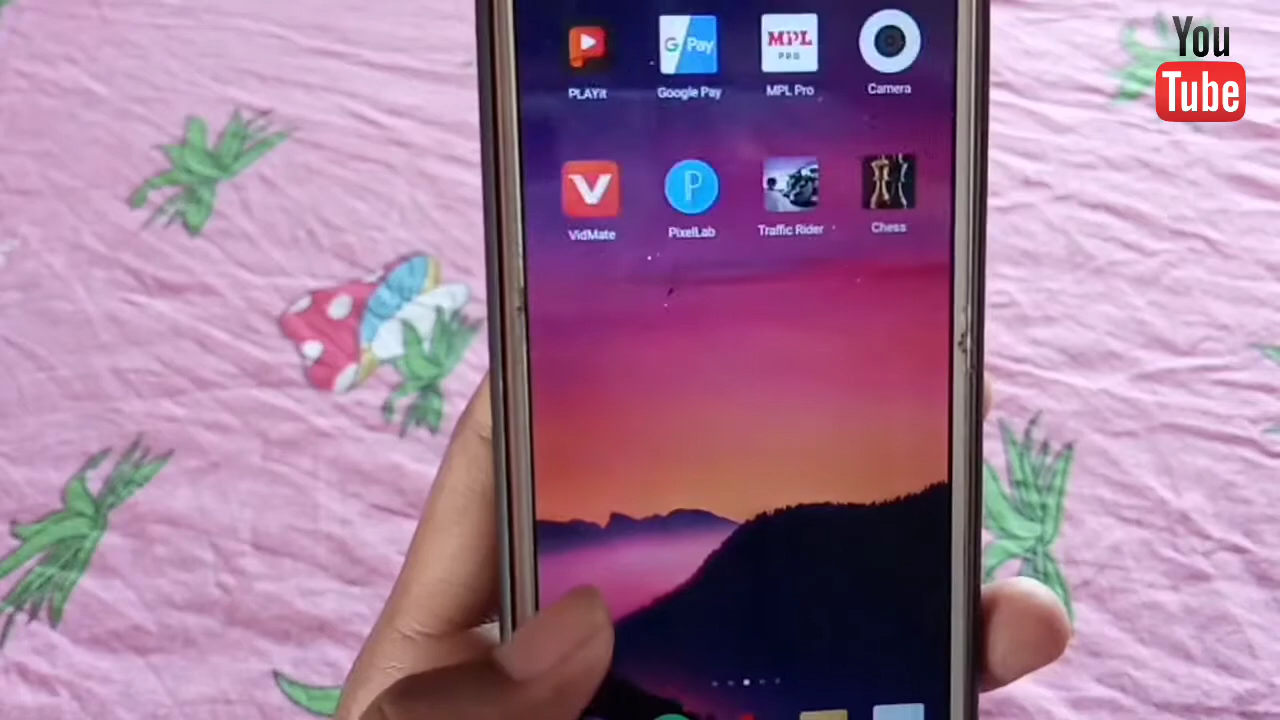 You
Tube
PLAYit
Google Pay
MPL Pro
Camera
G Pay
MPL
PRO
VidMate
PixelLab
Traffic Rider
Chess
P
V